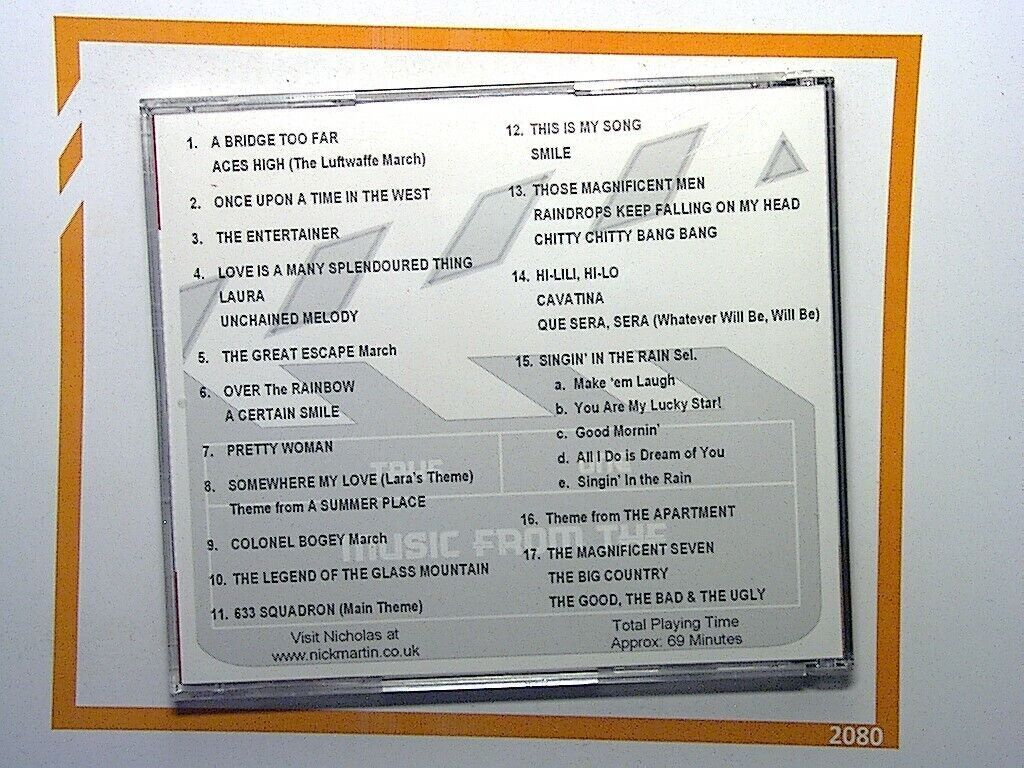 1. A BRIDGE TOO FAR
ACES HIGH (The Luftwaffe March)
2. ONCE UPON A TIME IN THE WEST
3. THE ENTERTAINER
4. LOVE IS A MANY SPLENDOURED THING
LAURA
UNCHAINED MELODY
5. THE GREAT ESCAPE March
6. OVER The RAINBOW
A CERTAIN SMILE
7. PRETTY WOMAN
8. SOMEWHERE MY LOVE (Lara's Theme)
Theme from A SUMMER PLACE
9. COLONEL BOGEY March
10. THE LEGEND OF THE GLASS MOUNTAIN
11. 633 SQUADRON (Main Theme)
Visit Nicholas at
www.nickmartin.co.uk
12. THIS IS MY SONG
SMILE
13. THOSE MAGNIFICENT MEN
RAINDROPS KEEP FALLING ON MY HEAD
CHITTY CHITTY BANG BANG
14. HI-LILI, HI-LO
CAVATINA
QUE SERA, SERA (Whatever Will Be, Will Be)
15. SINGIN' IN THE RAIN Sel.
a. Make 'em Laugh
b. You Are My Lucky Star!
c. Good Mornin'
d. All I Do is Dream of You
e. Singin' In the Rain
16. Theme from THE APARTMENT
17. THE MAGNIFICENT SEVEN
THE BIG COUNTRY
THE GOOD, THE BAD & THE UGLY
Total Playing Time
Approx: 69 Minutes
MUSIC FROM THE
2080